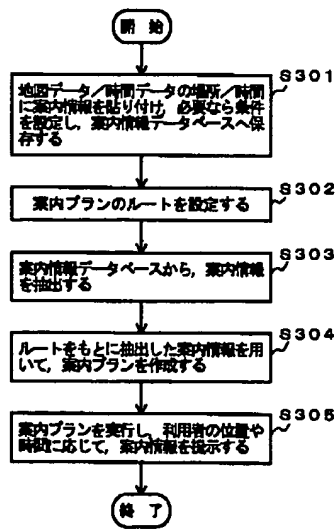 開 始
地図データ/時間データの場所/時間
に案内情報を貼り付け,必要なら条件
を設定し,案内情報データベースへ保
存する
S301
案内プランのルートを設定する
S302
案内情報データベースから,案内情報
を抽出する
S303
ルートをもとに抽出した案内情報を用
いて,案内プランを作成する
S304
案内プランを実行し,利用者の位置や
時間に応じて,案内情報を提示する
S305
終 了